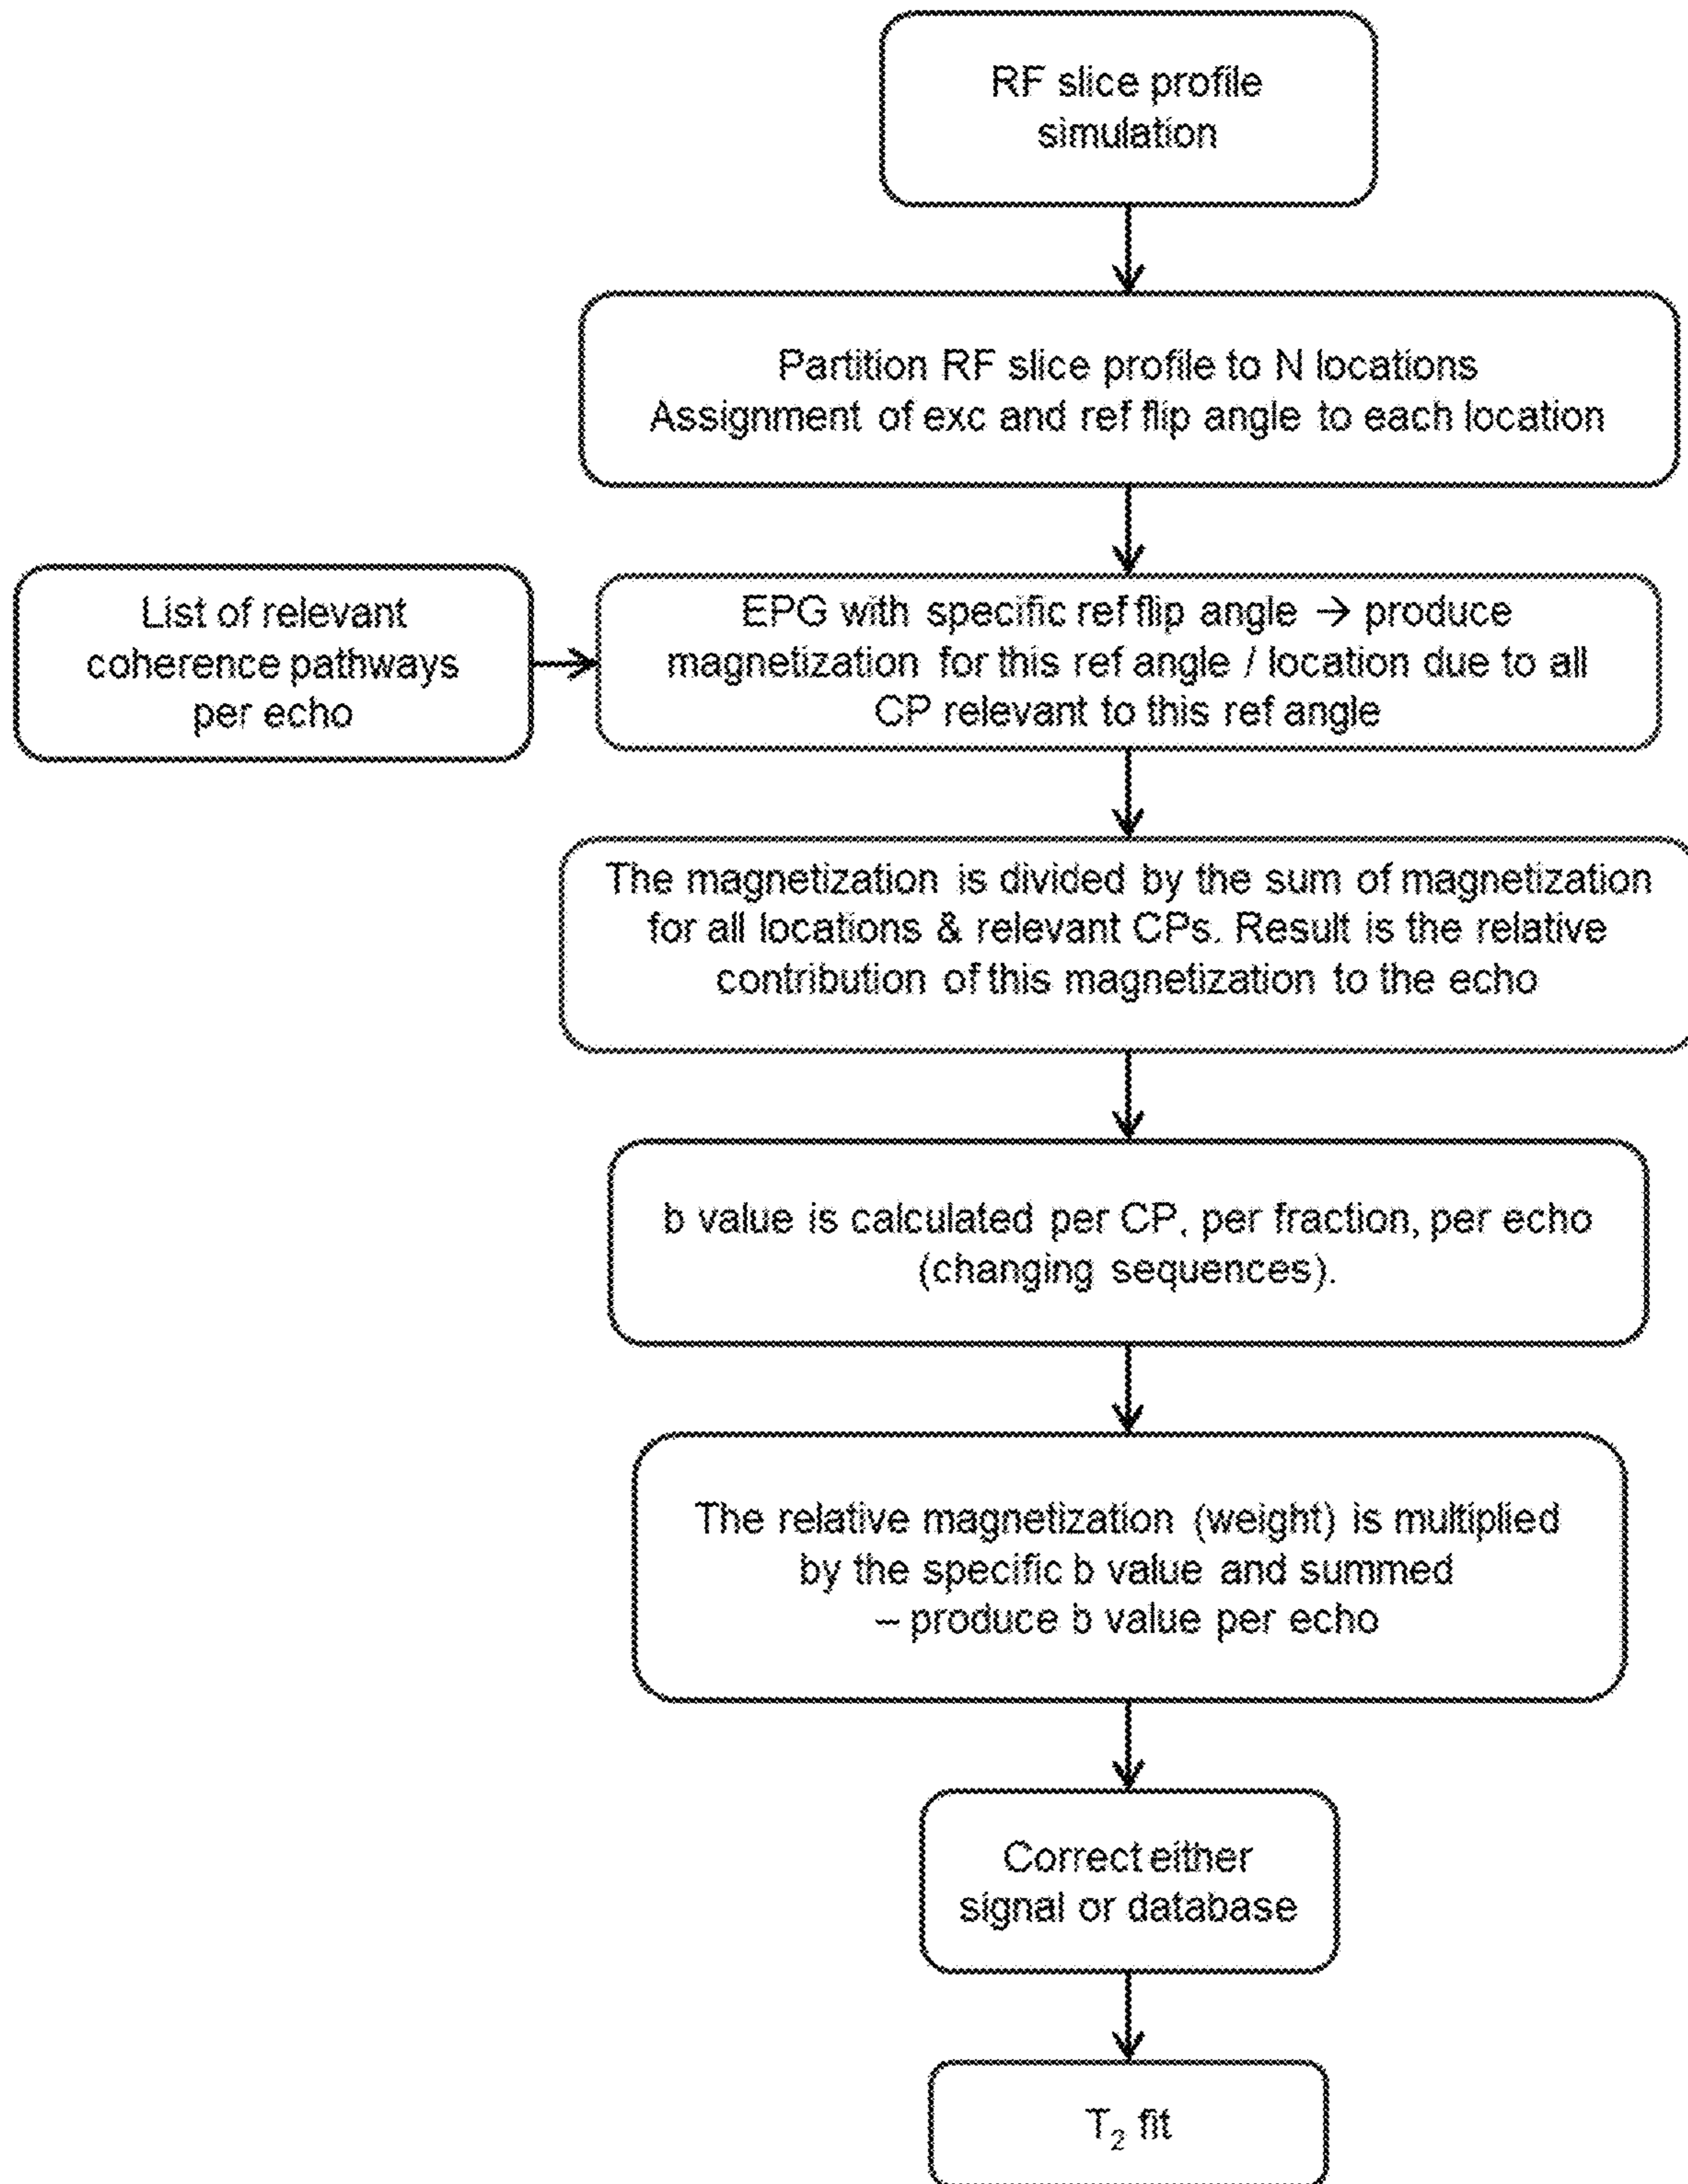 RF slice profile
simulation
Partition RF slice profile to N locations
Assignment of exc and ref flip angle to each location
List of relevant
coherence pathways
per echo
EPG with specific ref flip angle → produce
magnetization for this ref angle / location due to all
CP relevant to this ref angle
The magnetization is divided by the sum of magnetization
for all locations & relevant CPs. Result is the relative
contribution of this magnetization to the echo
b value is calculated per CP, per fraction, per echo
(changing sequences).
The relative magnetization (weight) is multiplied
by the specific b value and summed
– produce b value per echo
Correct either
signal or database
T₂ fit